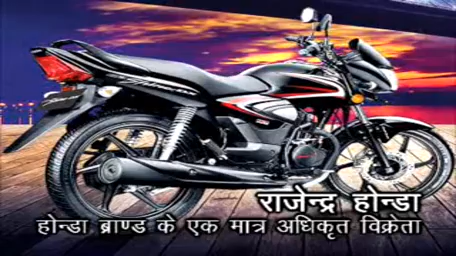 राजेन्द्र होन्डा
होन्डा ब्राण्ड के एक मात्र अधिकृत विक्रेता